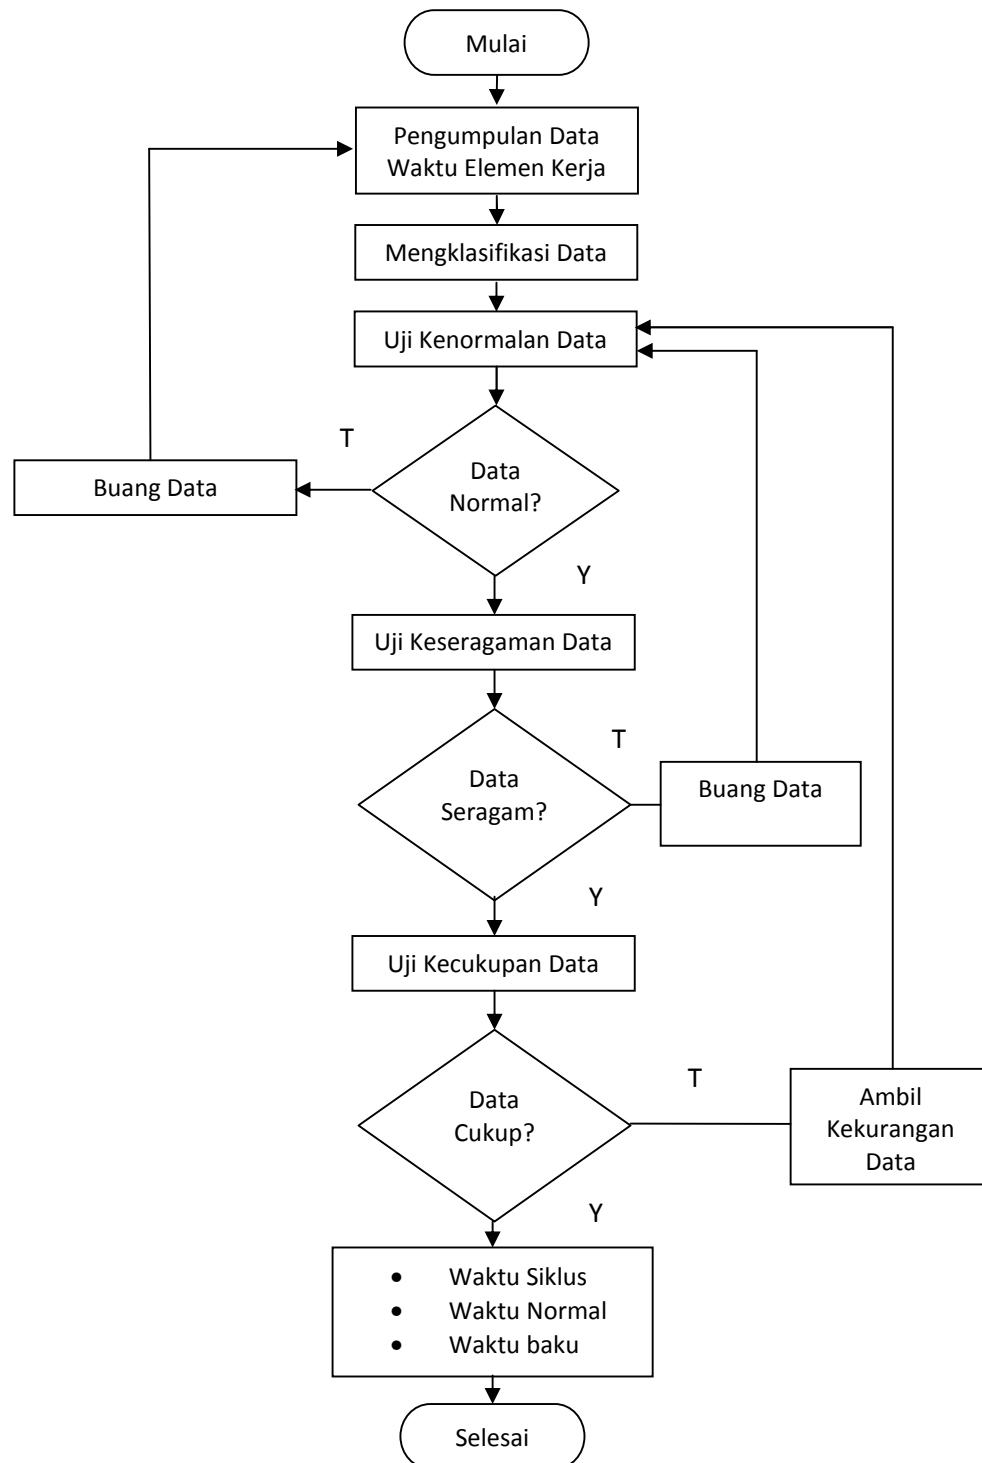 Mulai
Pengumpulan Data
Waktu Elemen Kerja
Mengklasifikasi Data
Uji Kenormalan Data
T
Buang Data
Data
Normal?
Y
Uji Keseragaman Data
T
Data
Seragam?
Buang Data
Y
Uji Kecukupan Data
T
Data
Cukup?
Ambil
Kekurangan
Data
Y
• Waktu Siklus
• Waktu Normal
• Waktu baku
Selesai